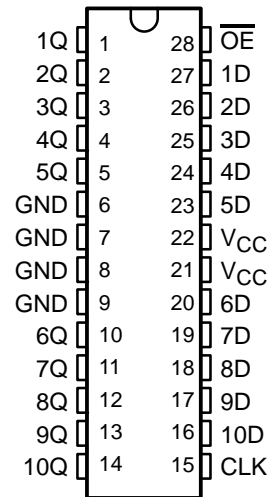 1Q 1 28 OE
2Q 2 27 1D
3Q 3 26 2D
4Q 4 25 3D
5Q 5 24 4D
GND 6 23 5D
GND 7 22 VCC
GND 8 21 VCC
GND 9 20 6D
6Q 10 19 7D
7Q 11 18 8D
8Q 12 17 9D
9Q 13 16 10D
10Q 14 15 CLK